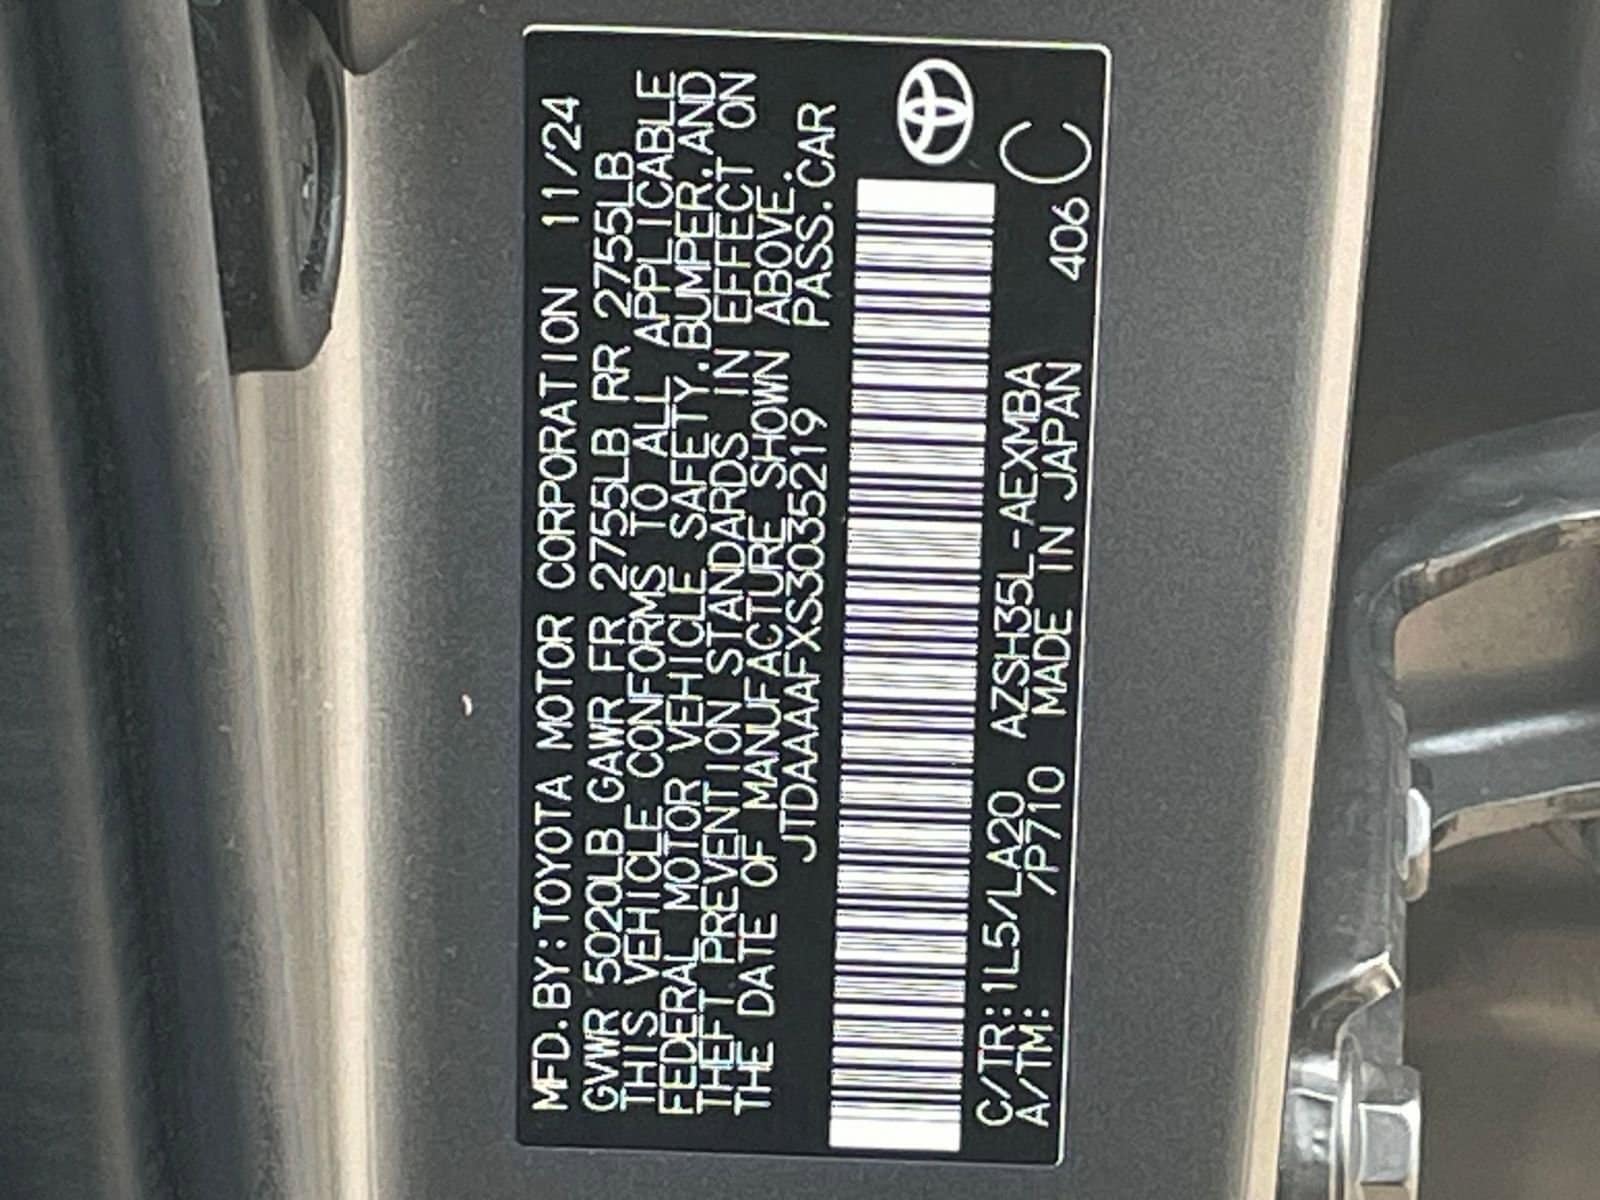 MFD.BY:TOYOTA MOTOR CORPORATION 11/24
GVWR 5020LB GAWR FR 2755LB RR 2755LB
THIS VEHICLE CONFORMS TO ALL APPLICABLE
FEDERAL MOTOR VEHICLE SAFETY,BUMPER,AND
THEFT PREVENTION STANDARDS IN EFFECT ON
THE DATE OF MANUFACTURE SHOWN ABOVE.
JTDAAAAFXS3035219 PASS.CAR
C/TR:1L5/LA20 AZSH35L-AEXMBA 406 C
A/TM: /P710 MADE IN JAPAN